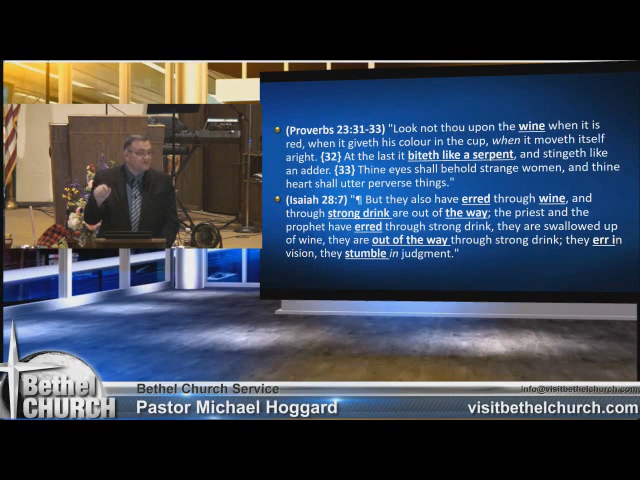 (Proverbs 23:31-33) "Look not thou upon the wine when it is
red, when it giveth his colour in the cup, when it moveth itself
aright. {32} At the last it biteth like a serpent, and stingeth like
an adder. {33} Thine eyes shall behold strange women, and thine
heart shall utter perverse things."
(Isaiah 28:7) "¶ But they also have erred through wine, and
through strong drink are out of the way; the priest and the
prophet have erred through strong drink, they are swallowed up
of wine, they are out of the way through strong drink; they err in
vision, they stumble in judgment."
Bethel
CHURCH
Bethel Church Service
info@visitbethelchurch.com
Pastor Michael Hoggard
visitbethelchurch.com